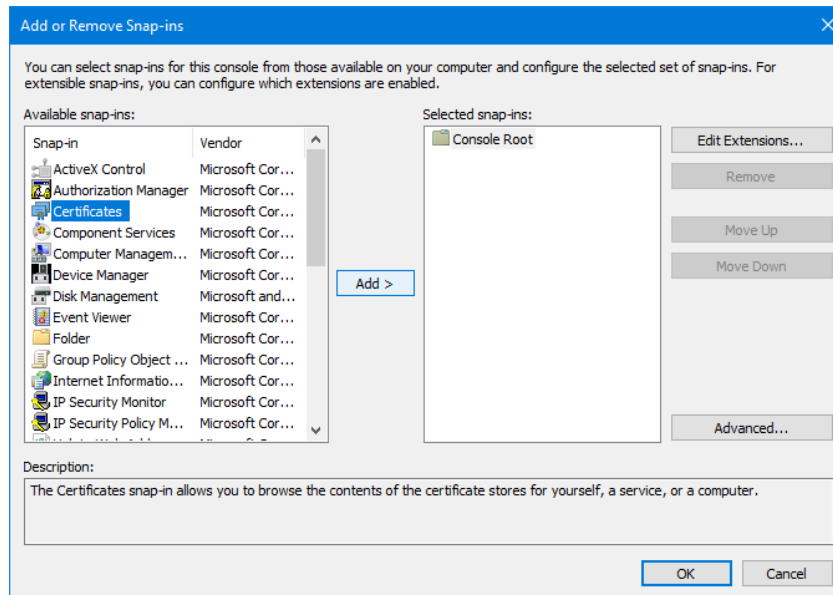 Add or Remove Snap-ins
You can select snap-ins for this console from those available on your computer and configure the selected set of snap-ins. For
extensible snap-ins, you can configure which extensions are enabled.
Available snap-ins:
Selected snap-ins:
Snap-in Vendor
Console Root
Edit Extensions...
ActiveX Control Microsoft Cor...
Remove
Authorization Manager Microsoft Cor...
Certificates Microsoft Cor...
Component Services Microsoft Cor...
Move Up
Computer Managem... Microsoft Cor...
Device Manager Microsoft Cor...
Move Down
Add >
Disk Management Microsoft and...
Event Viewer Microsoft Cor...
Folder Microsoft Cor...
Group Policy Object ... Microsoft Cor...
Internet Informatio... Microsoft Cor...
IP Security Monitor Microsoft Cor...
IP Security Policy M... Microsoft Cor...
Advanced...
Description:
The Certificates snap-in allows you to browse the contents of the certificate stores for yourself, a service, or a computer.
OK
Cancel